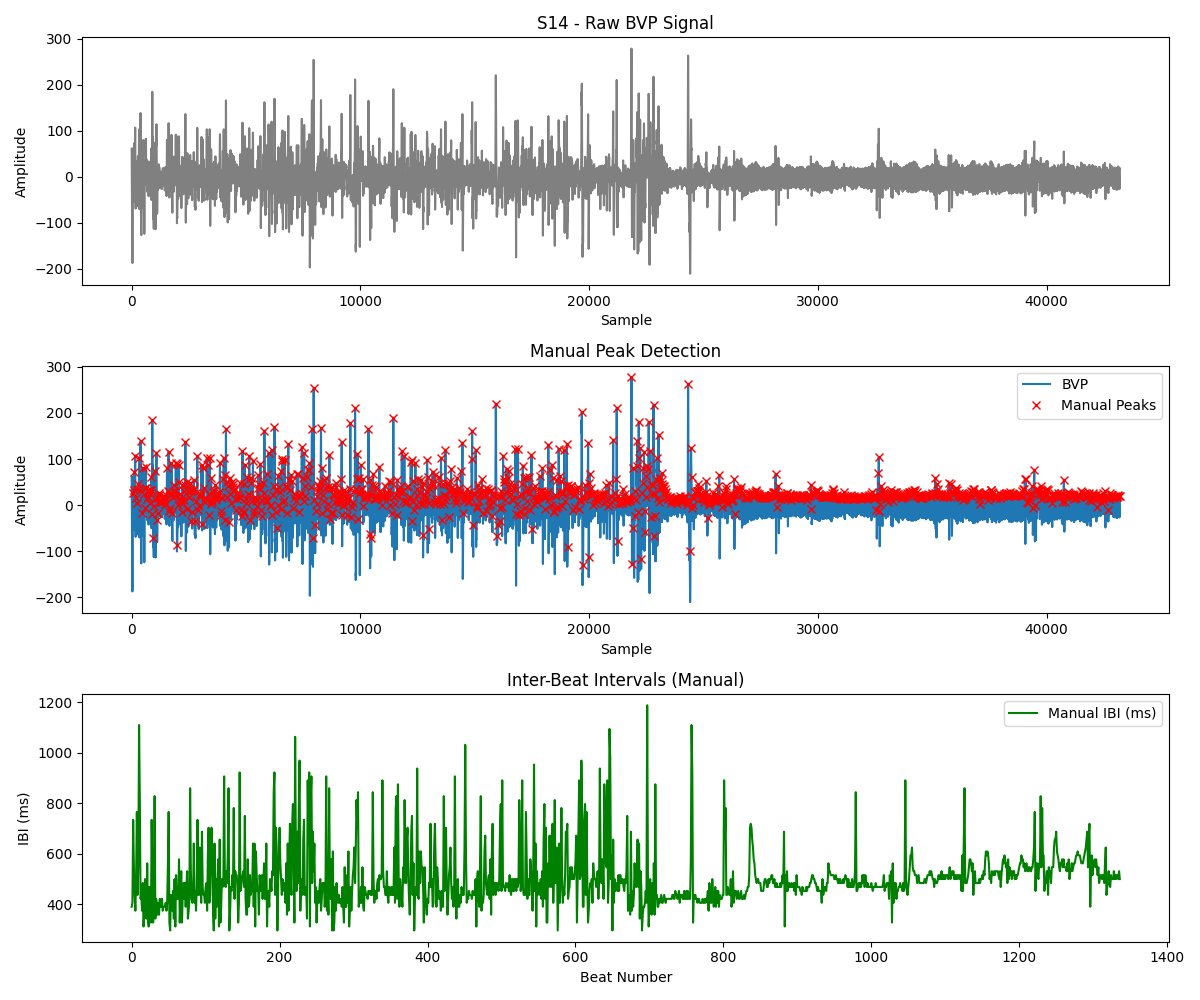 S14 - Raw BVP Signal
300
200
100
0
−100
−200
Amplitude
0 10000 20000 30000 40000
Sample
Manual Peak Detection
300
200
100
0
−100
−200
Amplitude
BVP
Manual Peaks
0 10000 20000 30000 40000
Sample
Inter-Beat Intervals (Manual)
1200
1000
800
600
400
IBI (ms)
Manual IBI (ms)
0 200 400 600 800 1000 1200 1400
Beat Number